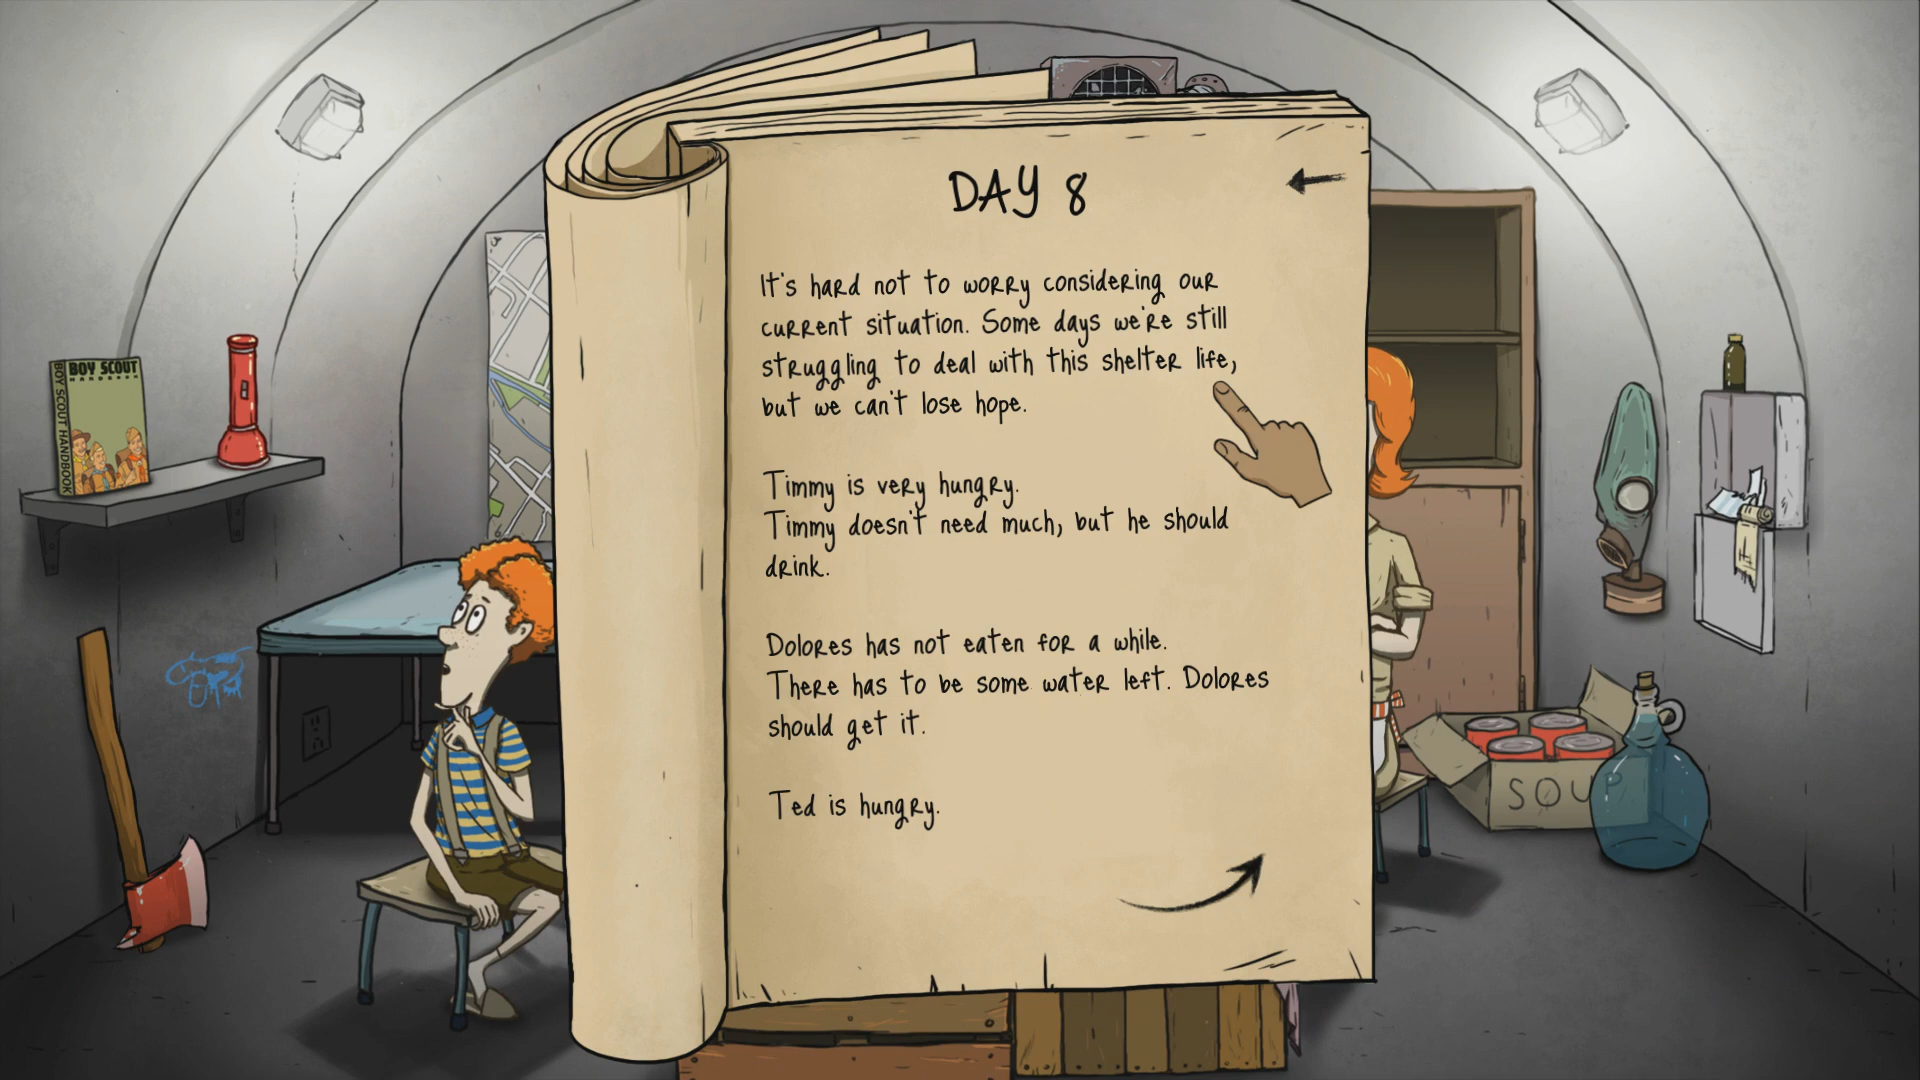 BOY SCOUT
HANDBOOK
BOY SCOUT HANDBOOK
DAY 8
It's hard not to worry considering our
current situation. Some days we're still
struggling to deal with this shelter life,
but we can't lose hope.
Timmy is very hungry.
Timmy doesn't need much, but he should
drink.
Dolores has not eaten for a while.
There has to be some water left. Dolores
should get it.
Ted is hungry.
SOUP